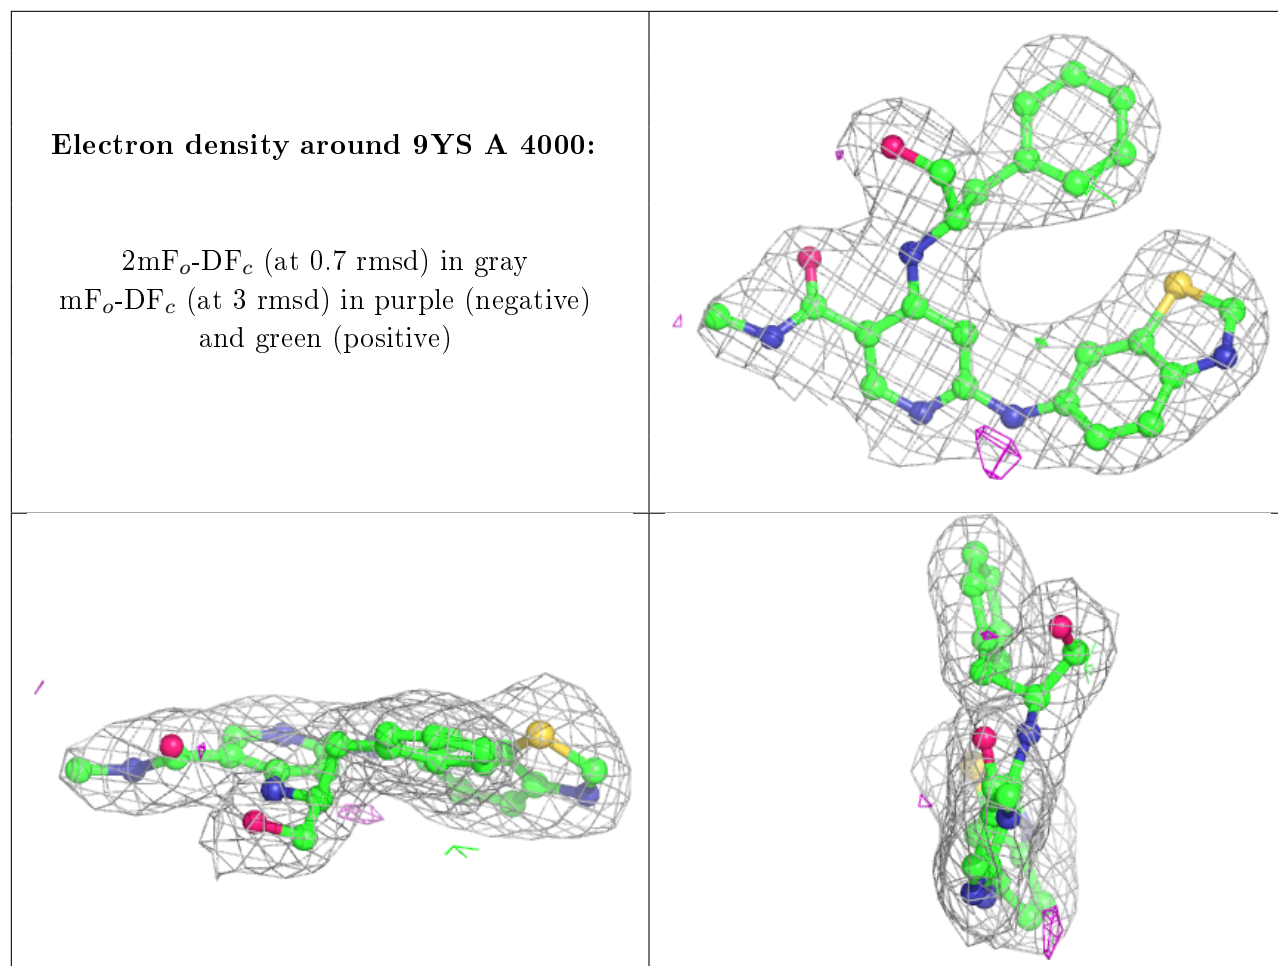 Electron density around 9YS A 4000:
2mFo-DFc (at 0.7 rmsd) in gray
mFo-DFc (at 3 rmsd) in purple (negative)
and green (positive)